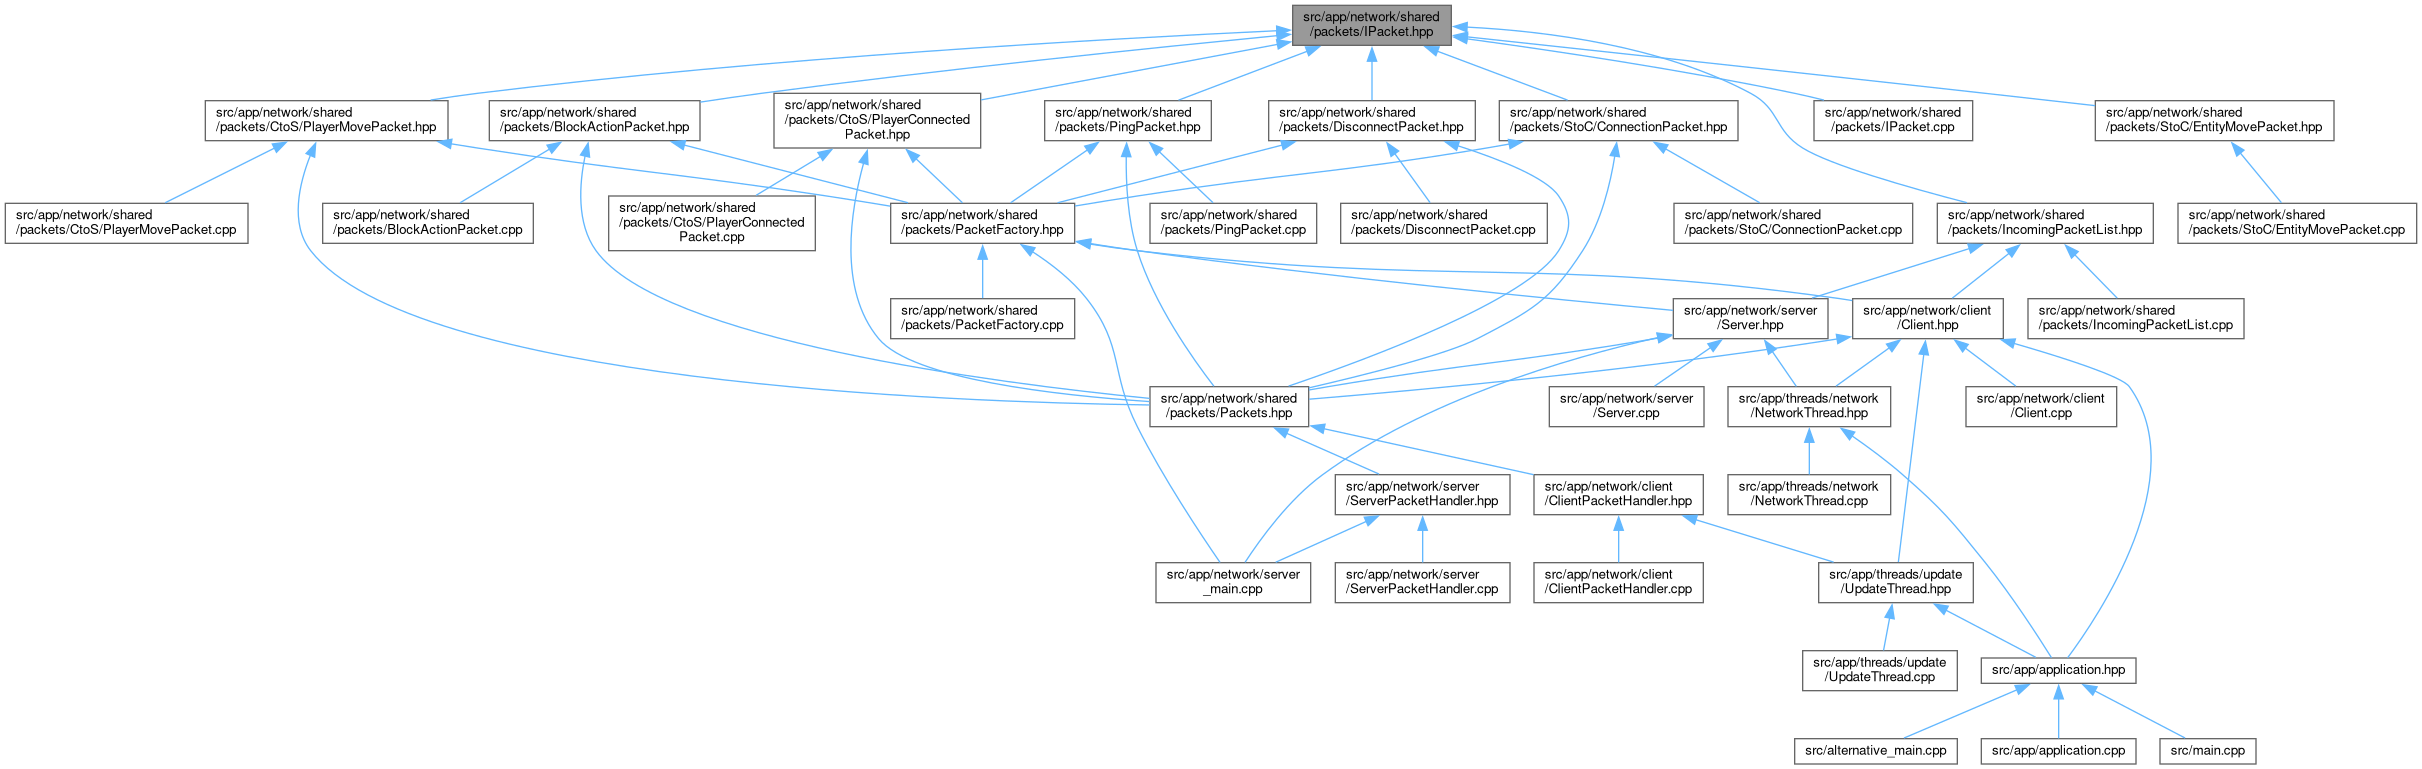 src/app/network/shared
/packets/IPacket.hpp
src/app/network/shared
/packets/CtoS/PlayerMovePacket.hpp
src/app/network/shared
/packets/BlockActionPacket.hpp
src/app/network/shared
/packets/CtoS/PlayerConnected
Packet.hpp
src/app/network/shared
/packets/PingPacket.hpp
src/app/network/shared
/packets/DisconnectPacket.hpp
src/app/network/shared
/packets/StoC/ConnectionPacket.hpp
src/app/network/shared
/packets/IPacket.cpp
src/app/network/shared
/packets/StoC/EntityMovePacket.hpp
src/app/network/shared
/packets/CtoS/PlayerMovePacket.cpp
src/app/network/shared
/packets/BlockActionPacket.cpp
src/app/network/shared
/packets/CtoS/PlayerConnected
Packet.cpp
src/app/network/shared
/packets/PacketFactory.hpp
src/app/network/shared
/packets/PingPacket.cpp
src/app/network/shared
/packets/DisconnectPacket.cpp
src/app/network/shared
/packets/StoC/ConnectionPacket.cpp
src/app/network/shared
/packets/IncomingPacketList.hpp
src/app/network/shared
/packets/StoC/EntityMovePacket.cpp
src/app/network/shared
/packets/PacketFactory.cpp
src/app/network/server
/Server.hpp
src/app/network/client
/Client.hpp
src/app/network/shared
/packets/IncomingPacketList.cpp
src/app/network/shared
/packets/Packets.hpp
src/app/network/server
/Server.cpp
src/app/threads/network
/NetworkThread.hpp
src/app/network/client
/Client.cpp
src/app/network/server
/ServerPacketHandler.hpp
src/app/network/client
/ClientPacketHandler.hpp
src/app/threads/network
/NetworkThread.cpp
src/app/network/server
_main.cpp
src/app/network/server
/ServerPacketHandler.cpp
src/app/network/client
/ClientPacketHandler.cpp
src/app/threads/update
/UpdateThread.hpp
src/app/threads/update
/UpdateThread.cpp
src/app/application.hpp
src/alternative_main.cpp
src/app/application.cpp
src/main.cpp